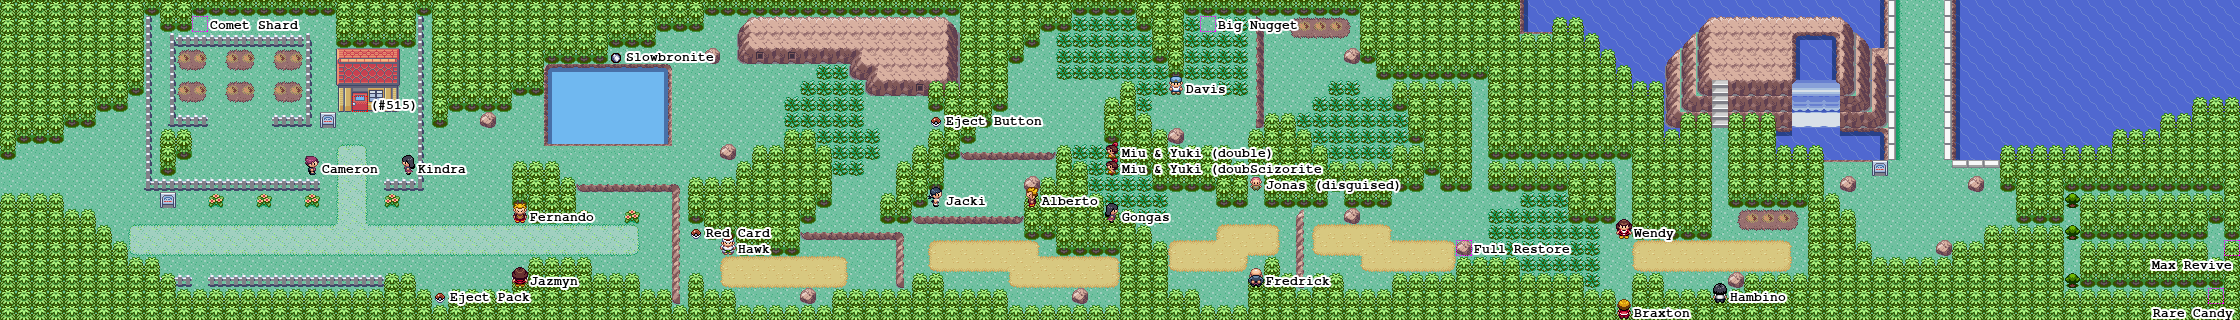 Comet Shard
Big Nugget
Slowbronite
Davis
(#515)
Eject Button
Miu & Yuki (double)
Cameron
Kindra
Miu & Yuki (doubScizorite
Jonas (disguised)
Jacki
Alberto
Fernando
Gongas
Red Card
Wendy
Hawk
Full Restore
Max Revive
Jazmyn
Fredrick
Eject Pack
Hambino
Braxton
Rare Candy